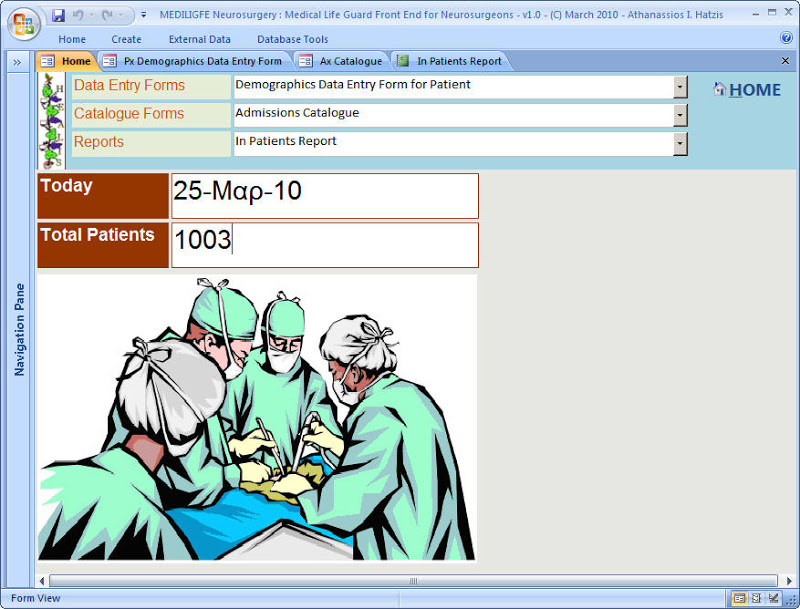 MEDILIGFE Neurosurgery : Medical Life Guard Front End for Neurosurgeons - v1.0 - (C) March 2010 - Athanassios I. Hatzis
Home Create External Data Database Tools
Home Px Demographics Data Entry Form Ax Catalogue In Patients Report
Data Entry Forms Demographics Data Entry Form for Patient HOME
Catalogue Forms Admissions Catalogue
Reports In Patients Report
Today 25-Μαρ-10
Total Patients 1003
Navigation Pane
Form View